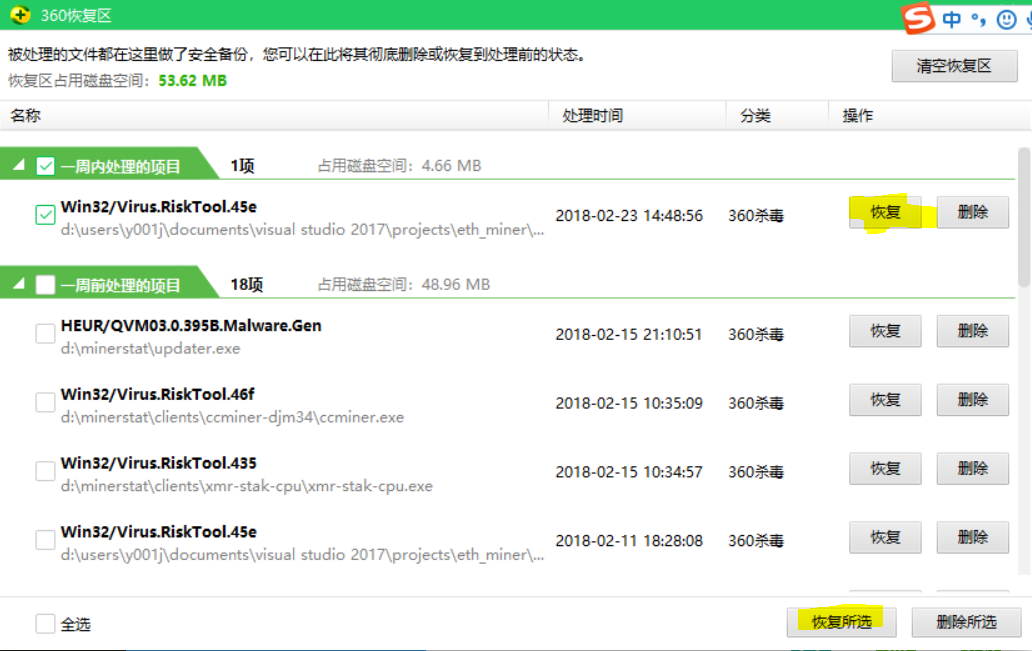 360恢复区
S 中 °,
被处理的文件都在这里做了安全备份，您可以在此将其彻底删除或恢复到处理前的状态。
恢复区占用磁盘空间：53.62 MB
清空恢复区
名称 处理时间 分类 操作
一周内处理的项目 1项 占用磁盘空间：4.66 MB
Win32/Virus.RiskTool.45e
d:\users\y001j\documents\visual studio 2017\projects\eth_miner\...
2018-02-23 14:48:56 360杀毒 恢复 删除
一周前处理的项目 18项 占用磁盘空间：48.96 MB
HEUR/QVM03.0.395B.Malware.Gen
d:\minerstat\updater.exe
2018-02-15 21:10:51 360杀毒 恢复 删除
Win32/Virus.RiskTool.46f
d:\minerstat\clients\ccminer-djm34\ccminer.exe
2018-02-15 10:35:09 360杀毒 恢复 删除
Win32/Virus.RiskTool.435
d:\minerstat\clients\xmr-stak-cpu\xmr-stak-cpu.exe
2018-02-15 10:34:57 360杀毒 恢复 删除
Win32/Virus.RiskTool.45e
d:\users\y001j\documents\visual studio 2017\projects\eth_miner\...
2018-02-11 18:28:08 360杀毒 恢复 删除
全选 恢复所选 删除所选